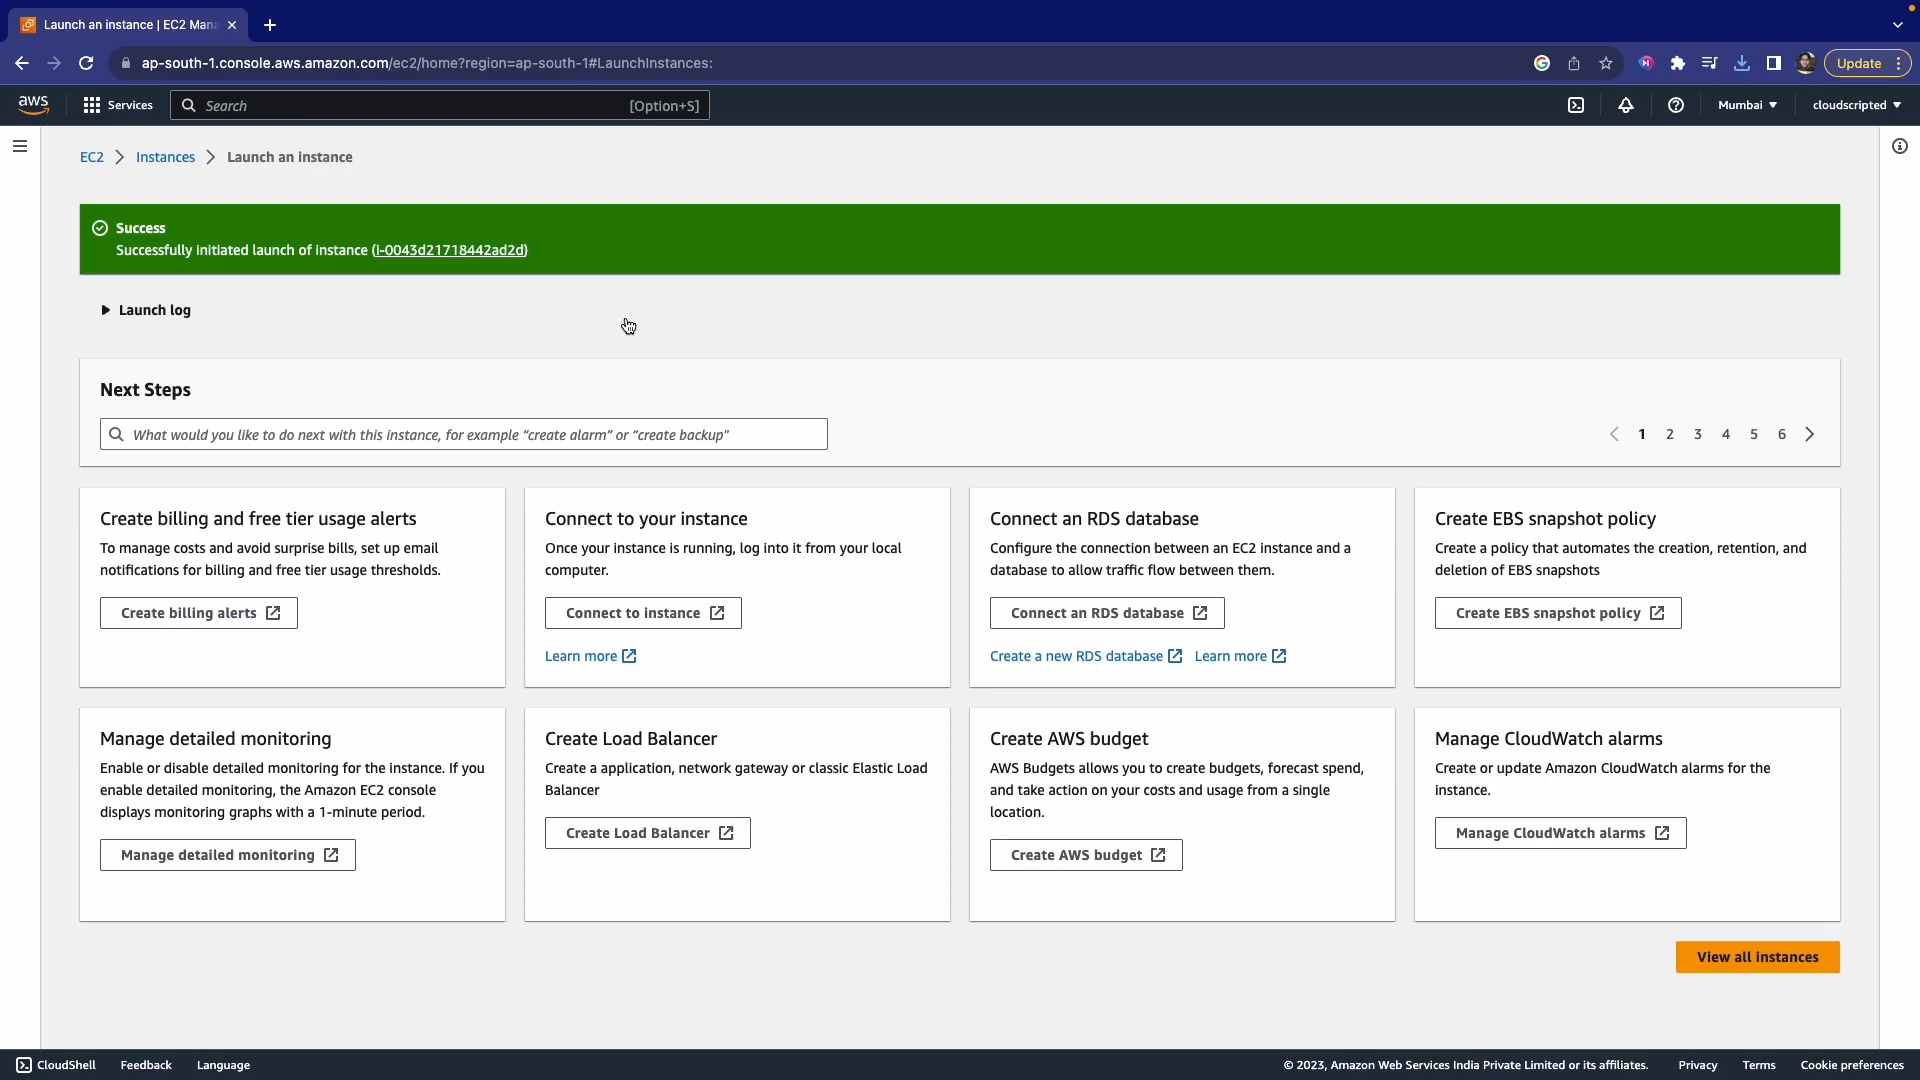 Launch an instance | EC2 Man
ap-south-1.console.aws.amazon.com/ec2/home?region=ap-south-1#LaunchInstances:
Update
aws
Services
Search
[Option+S]
Mumbai
cloudscripted
EC2
Instances
Launch an instance
Success
Successfully initiated launch of instance (i-0043d21718442ad2d)
Launch log
Next Steps
What would you like to do next with this instance, for example “create alarm” or “create backup”
1 2 3 4 5 6
Create billing and free tier usage alerts
To manage costs and avoid surprise bills, set up email
notifications for billing and free tier usage thresholds.
Create billing alerts
Connect to your instance
Once your instance is running, log into it from your local
computer.
Connect to instance
Learn more
Connect an RDS database
Configure the connection between an EC2 instance and a
database to allow traffic flow between them.
Connect an RDS database
Create a new RDS database
Learn more
Create EBS snapshot policy
Create a policy that automates the creation, retention, and
deletion of EBS snapshots
Create EBS snapshot policy
Manage detailed monitoring
Enable or disable detailed monitoring for the instance. If you
enable detailed monitoring, the Amazon EC2 console
displays monitoring graphs with a 1-minute period.
Manage detailed monitoring
Create Load Balancer
Create a application, network gateway or classic Elastic Load
Balancer
Create Load Balancer
Create AWS budget
AWS Budgets allows you to create budgets, forecast spend,
and take action on your costs and usage from a single
location.
Create AWS budget
Manage CloudWatch alarms
Create or update Amazon CloudWatch alarms for the
instance.
Manage CloudWatch alarms
View all instances
CloudShell
Feedback
Language
© 2023, Amazon Web Services India Private Limited or its affiliates.
Privacy
Terms
Cookie preferences